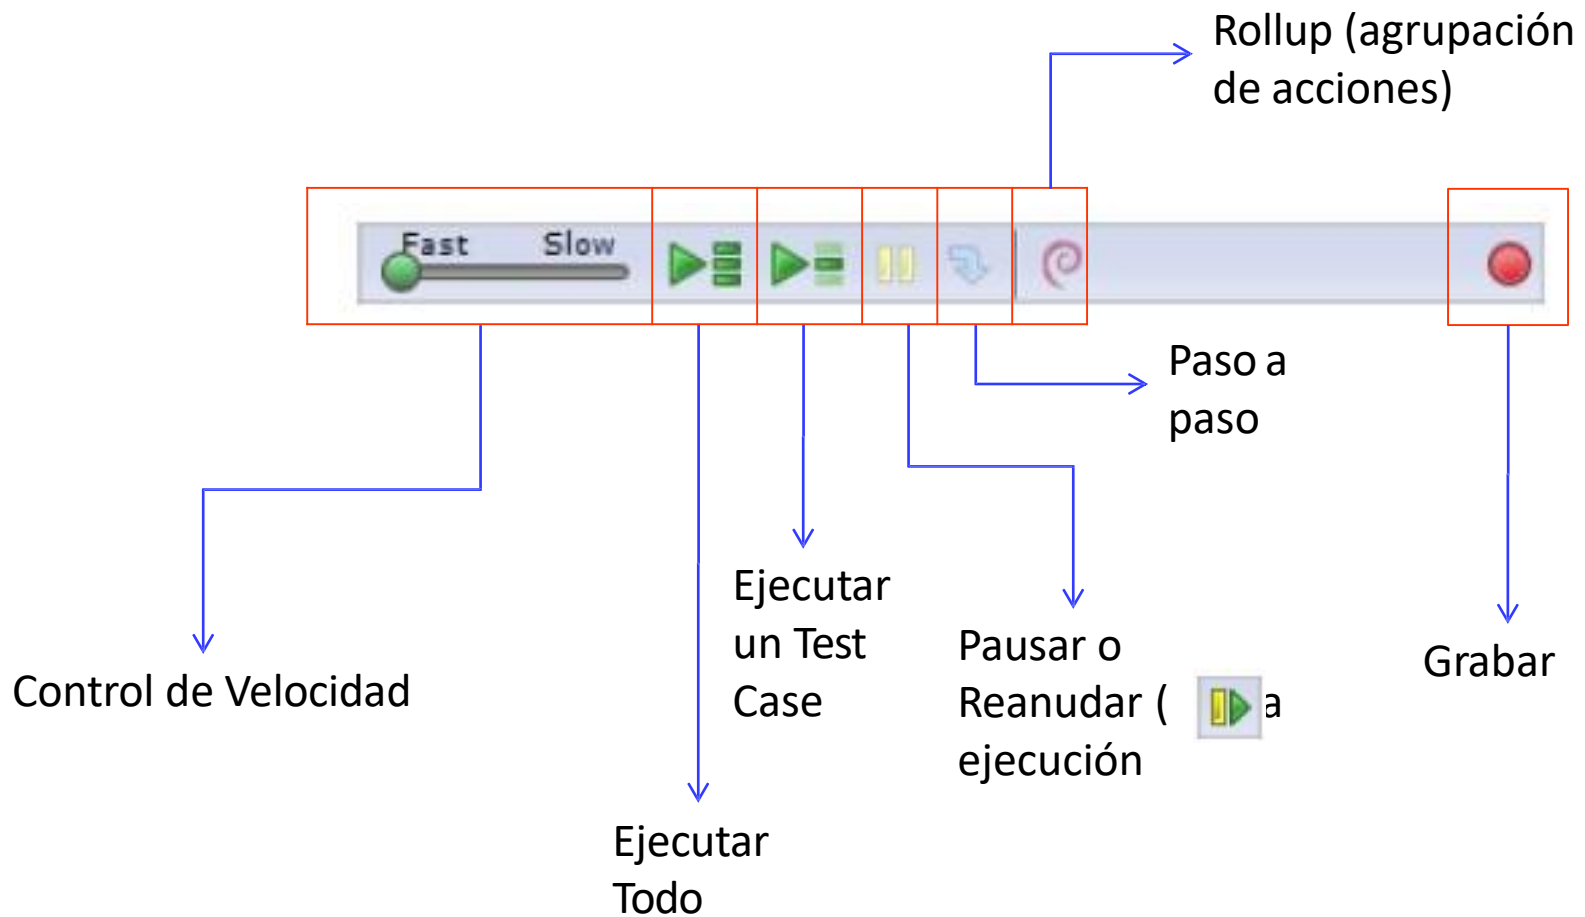 Rollup (agrupación
de acciones)
Fast Slow
Paso a
paso
Ejecutar
un Test
Case
Pausar o
Reanudar ( a
ejecución
Grabar
Control de Velocidad
Ejecutar
Todo